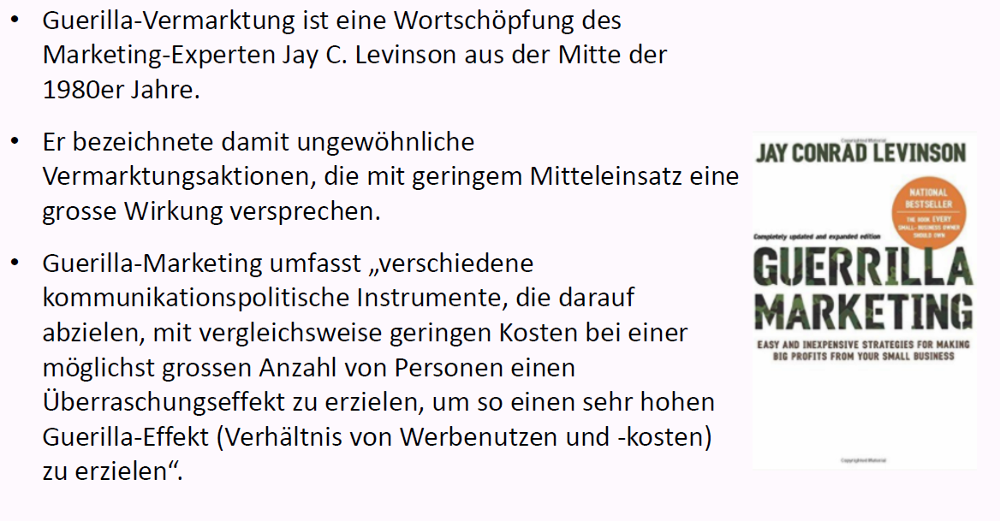 • Guerilla-Vermarktung ist eine Wortschöpfung des
Marketing-Experten Jay C. Levinson aus der Mitte der
1980er Jahre.
• Er bezeichnete damit ungewöhnliche
Vermarktungsaktionen, die mit geringem Mitteleinsatz eine
grosse Wirkung versprechen.
• Guerilla-Marketing umfasst „verschiedene
kommunikationspolitische Instrumente, die darauf
abzielen, mit vergleichsweise geringen Kosten bei einer
möglichst grossen Anzahl von Personen einen
Überraschungseffekt zu erzielen, um so einen sehr hohen
Guerilla-Effekt (Verhältnis von Werbenutzen und -kosten)
zu erzielen“.
Copyrighted Material
JAY CONRAD LEVINSON
NATIONAL
BESTSELLER
THE BOOK EVERY
SMALL-BUSINESS OWNER
SHOULD OWN
Completely updated and expanded edition
GUERRILLA
MARKETING
EASY AND INEXPENSIVE STRATEGIES FOR MAKING
BIG PROFITS FROM YOUR SMALL BUSINESS
Copyrighted Material